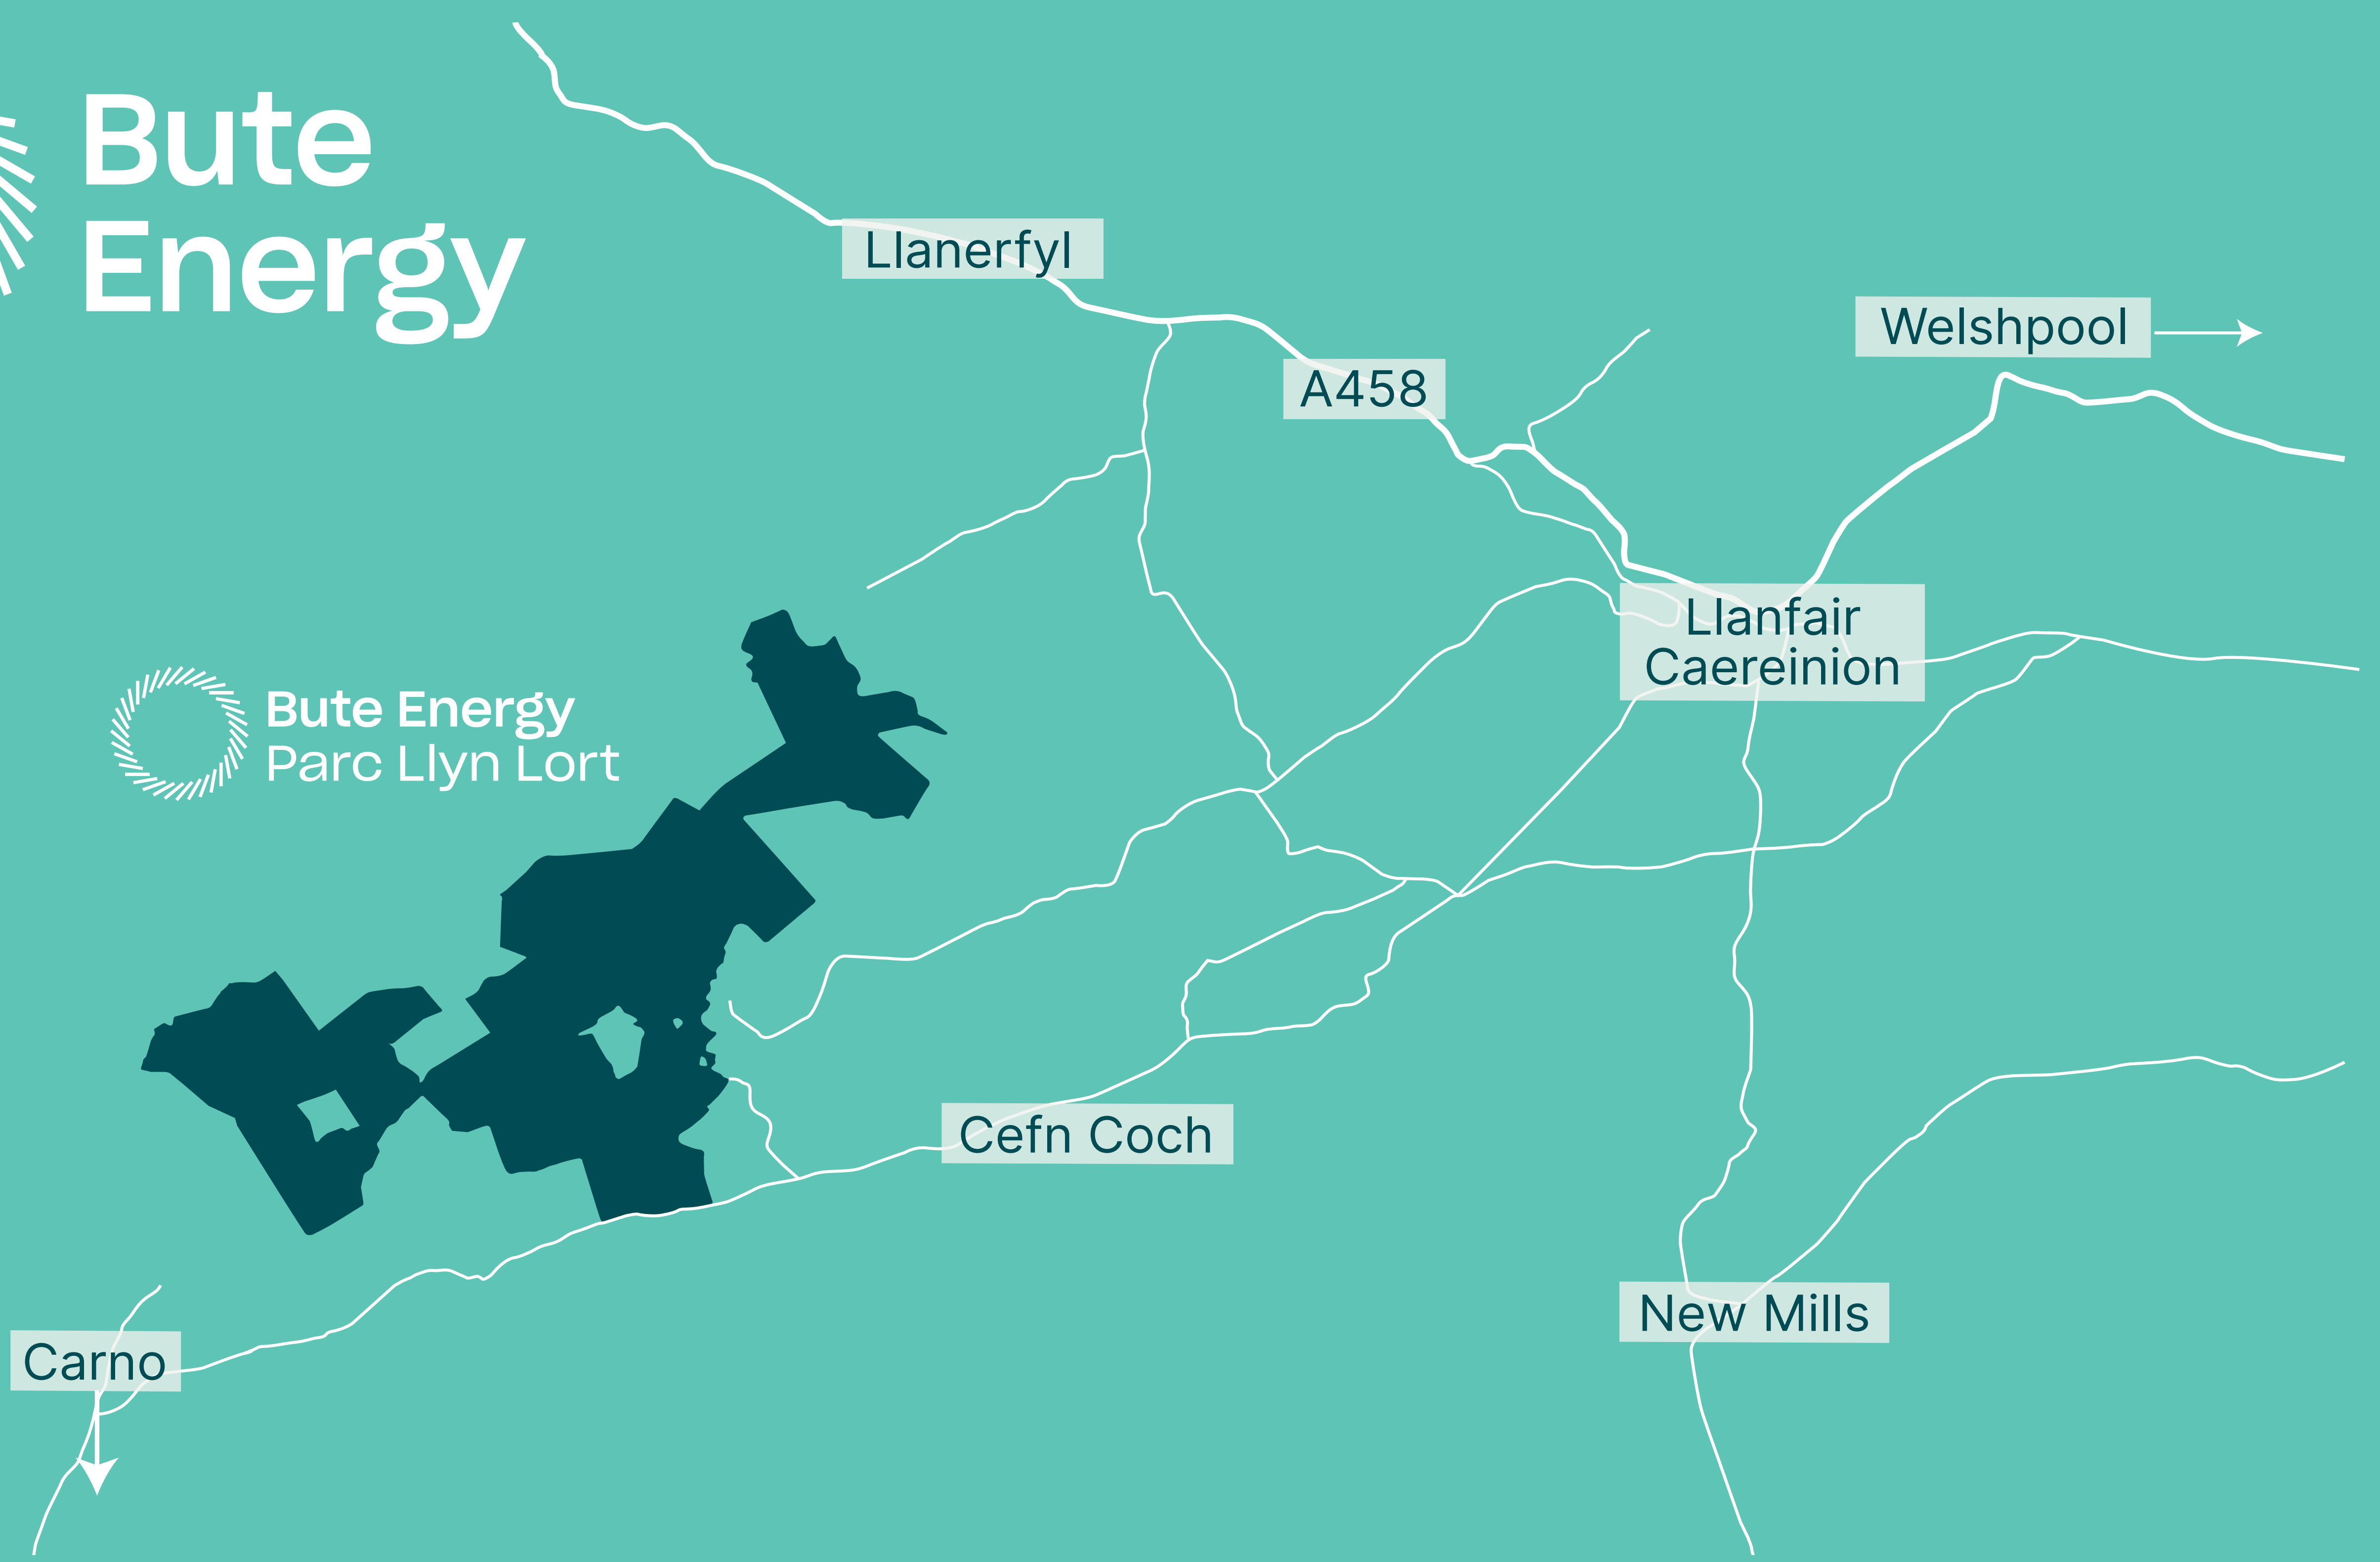 Bute
Energy
Llanerfyl
Welshpool
A458
Llanfair
Caereinion
Bute Energy
Parc Llyn Lort
Cefn Coch
New Mills
Carno